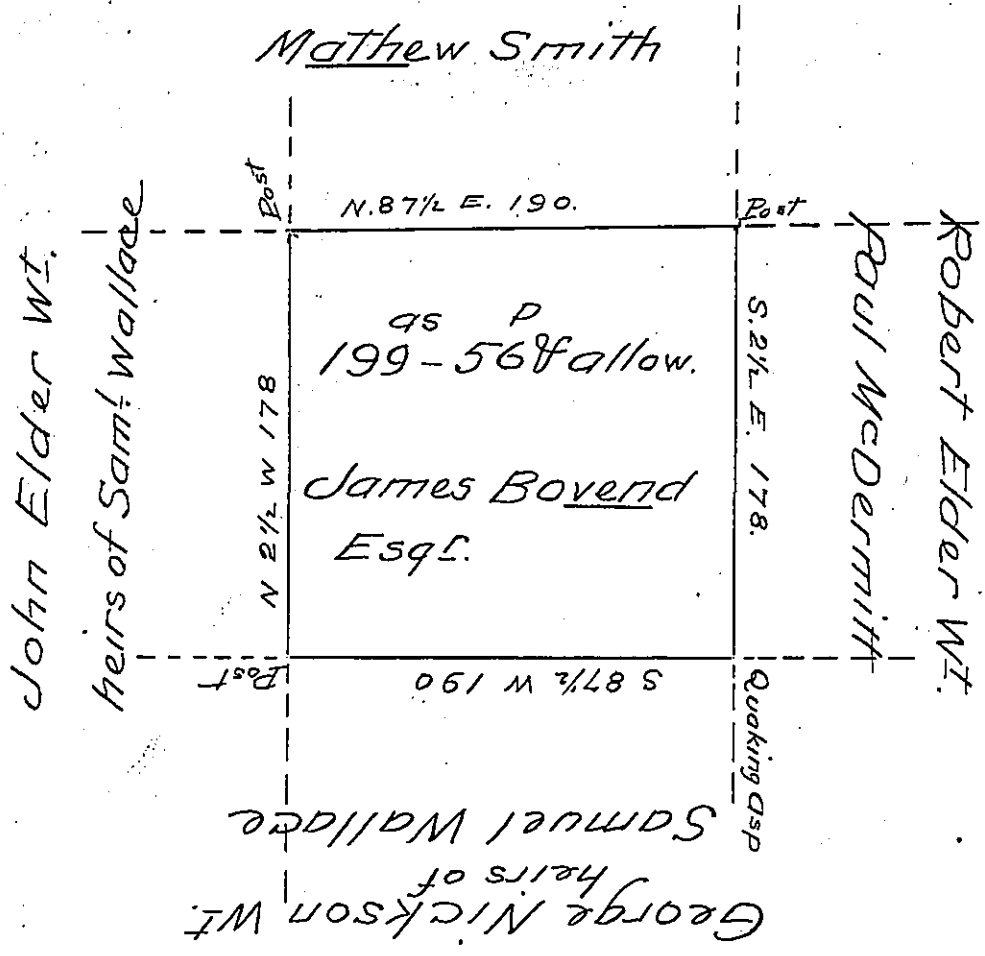 Mathew Smith
Post
N.87½ E. 190.
Post
John Elder Wt.
heirs of Saml. Wallace
N 2½ W 178
as P
199 - 56 & allow.
James Bovend
Esqr.
S.2½ E. 178.
Paul McDermitt
Robert Elder Wt.
Post
S 87½ W 190
Quaking Asp
Samuel Wallace
heirs of
George Nickson Wt.